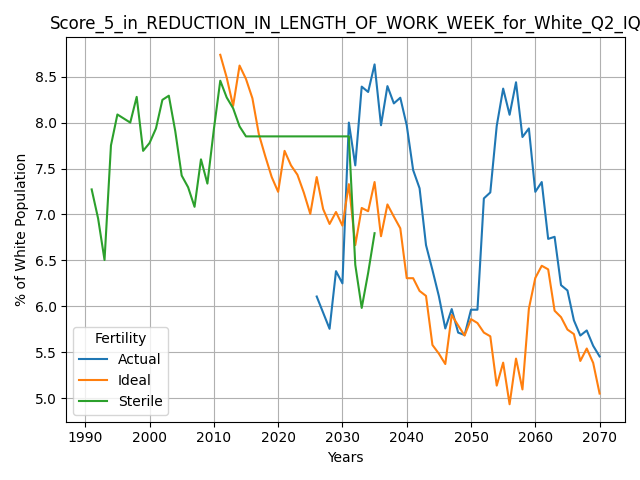 Score_5_in_REDUCTION_IN_LENGTH_OF_WORK_WEEK_for_White_Q2_IQ
% of White Population
8.5
8.0
7.5
7.0
6.5
6.0
5.5
5.0
Fertility
Actual
Ideal
Sterile
1990 2000 2010 2020 2030 2040 2050 2060 2070
Years